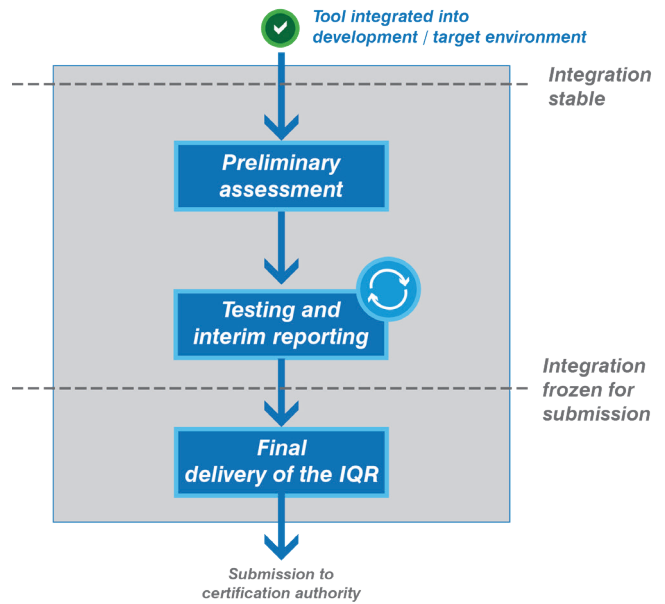 Tool integrated into
development / target environment
Integration
stable
Preliminary
assessment
Testing and
interim reporting
Integration
frozen for
submission
Final
delivery of the IQR
Submission to
certification authority